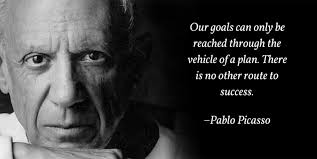 Our goals can only be
reached through the
vehicle of a plan. There
is no other route to
success.
–Pablo Picasso